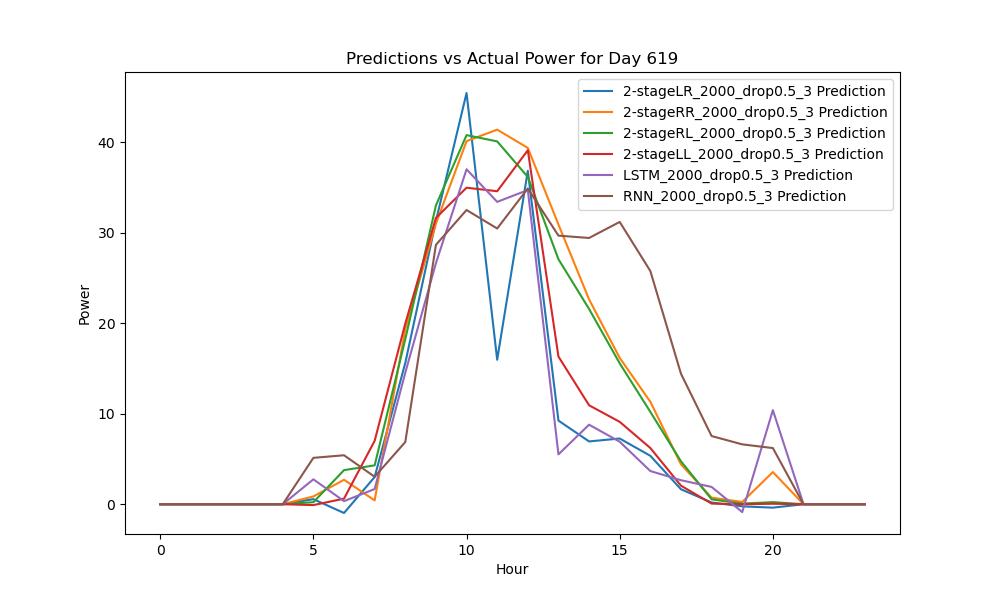 Predictions vs Actual Power for Day 619
2-stageLR_2000_drop0.5_3 Prediction
2-stageRR_2000_drop0.5_3 Prediction
2-stageRL_2000_drop0.5_3 Prediction
2-stageLL_2000_drop0.5_3 Prediction
LSTM_2000_drop0.5_3 Prediction
RNN_2000_drop0.5_3 Prediction
Power
40
30
20
10
0
0 5 10 15 20
Hour